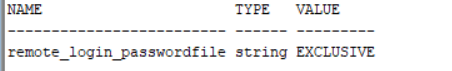 NAME                      TYPE   VALUE
------------------------- ------ ---------
remote_login_passwordfile string EXCLUSIVE